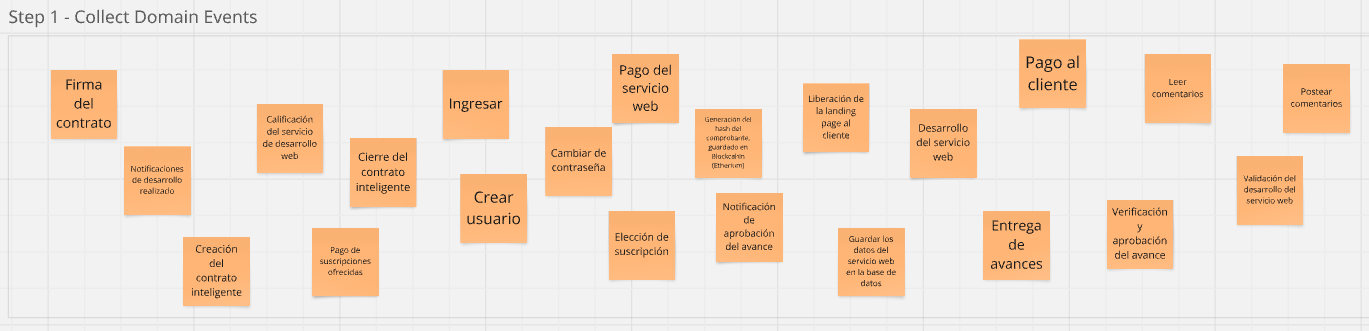 Step 1 - Collect Domain Events
Firma
del
contrato
Notificaciones
de desarrollo
realizado
Creación
del
contrato
inteligente
Calificación
del servicio
de desarrollo
web
Pago de
suscripciones
ofrecidas
Cierre del
contrato
inteligente
Ingresar
Crear
usuario
Cambiar de
contraseña
Pago del
servicio
web
Elección de
suscripción
Generación del
hash del
comprobante,
guardado en
Blockcahin
(Etherium)
Notificación
de
aprobación
del avance
Liberación de
la landing
page al
cliente
Guardar los
datos del
servicio web
en la base de
datos
Desarrollo
del servicio
web
Entrega
de
avances
Pago al
cliente
Verificación
y
aprobación
del avance
Leer
comentarios
Validación del
desarrollo del
servicio web
Postear
comentarios